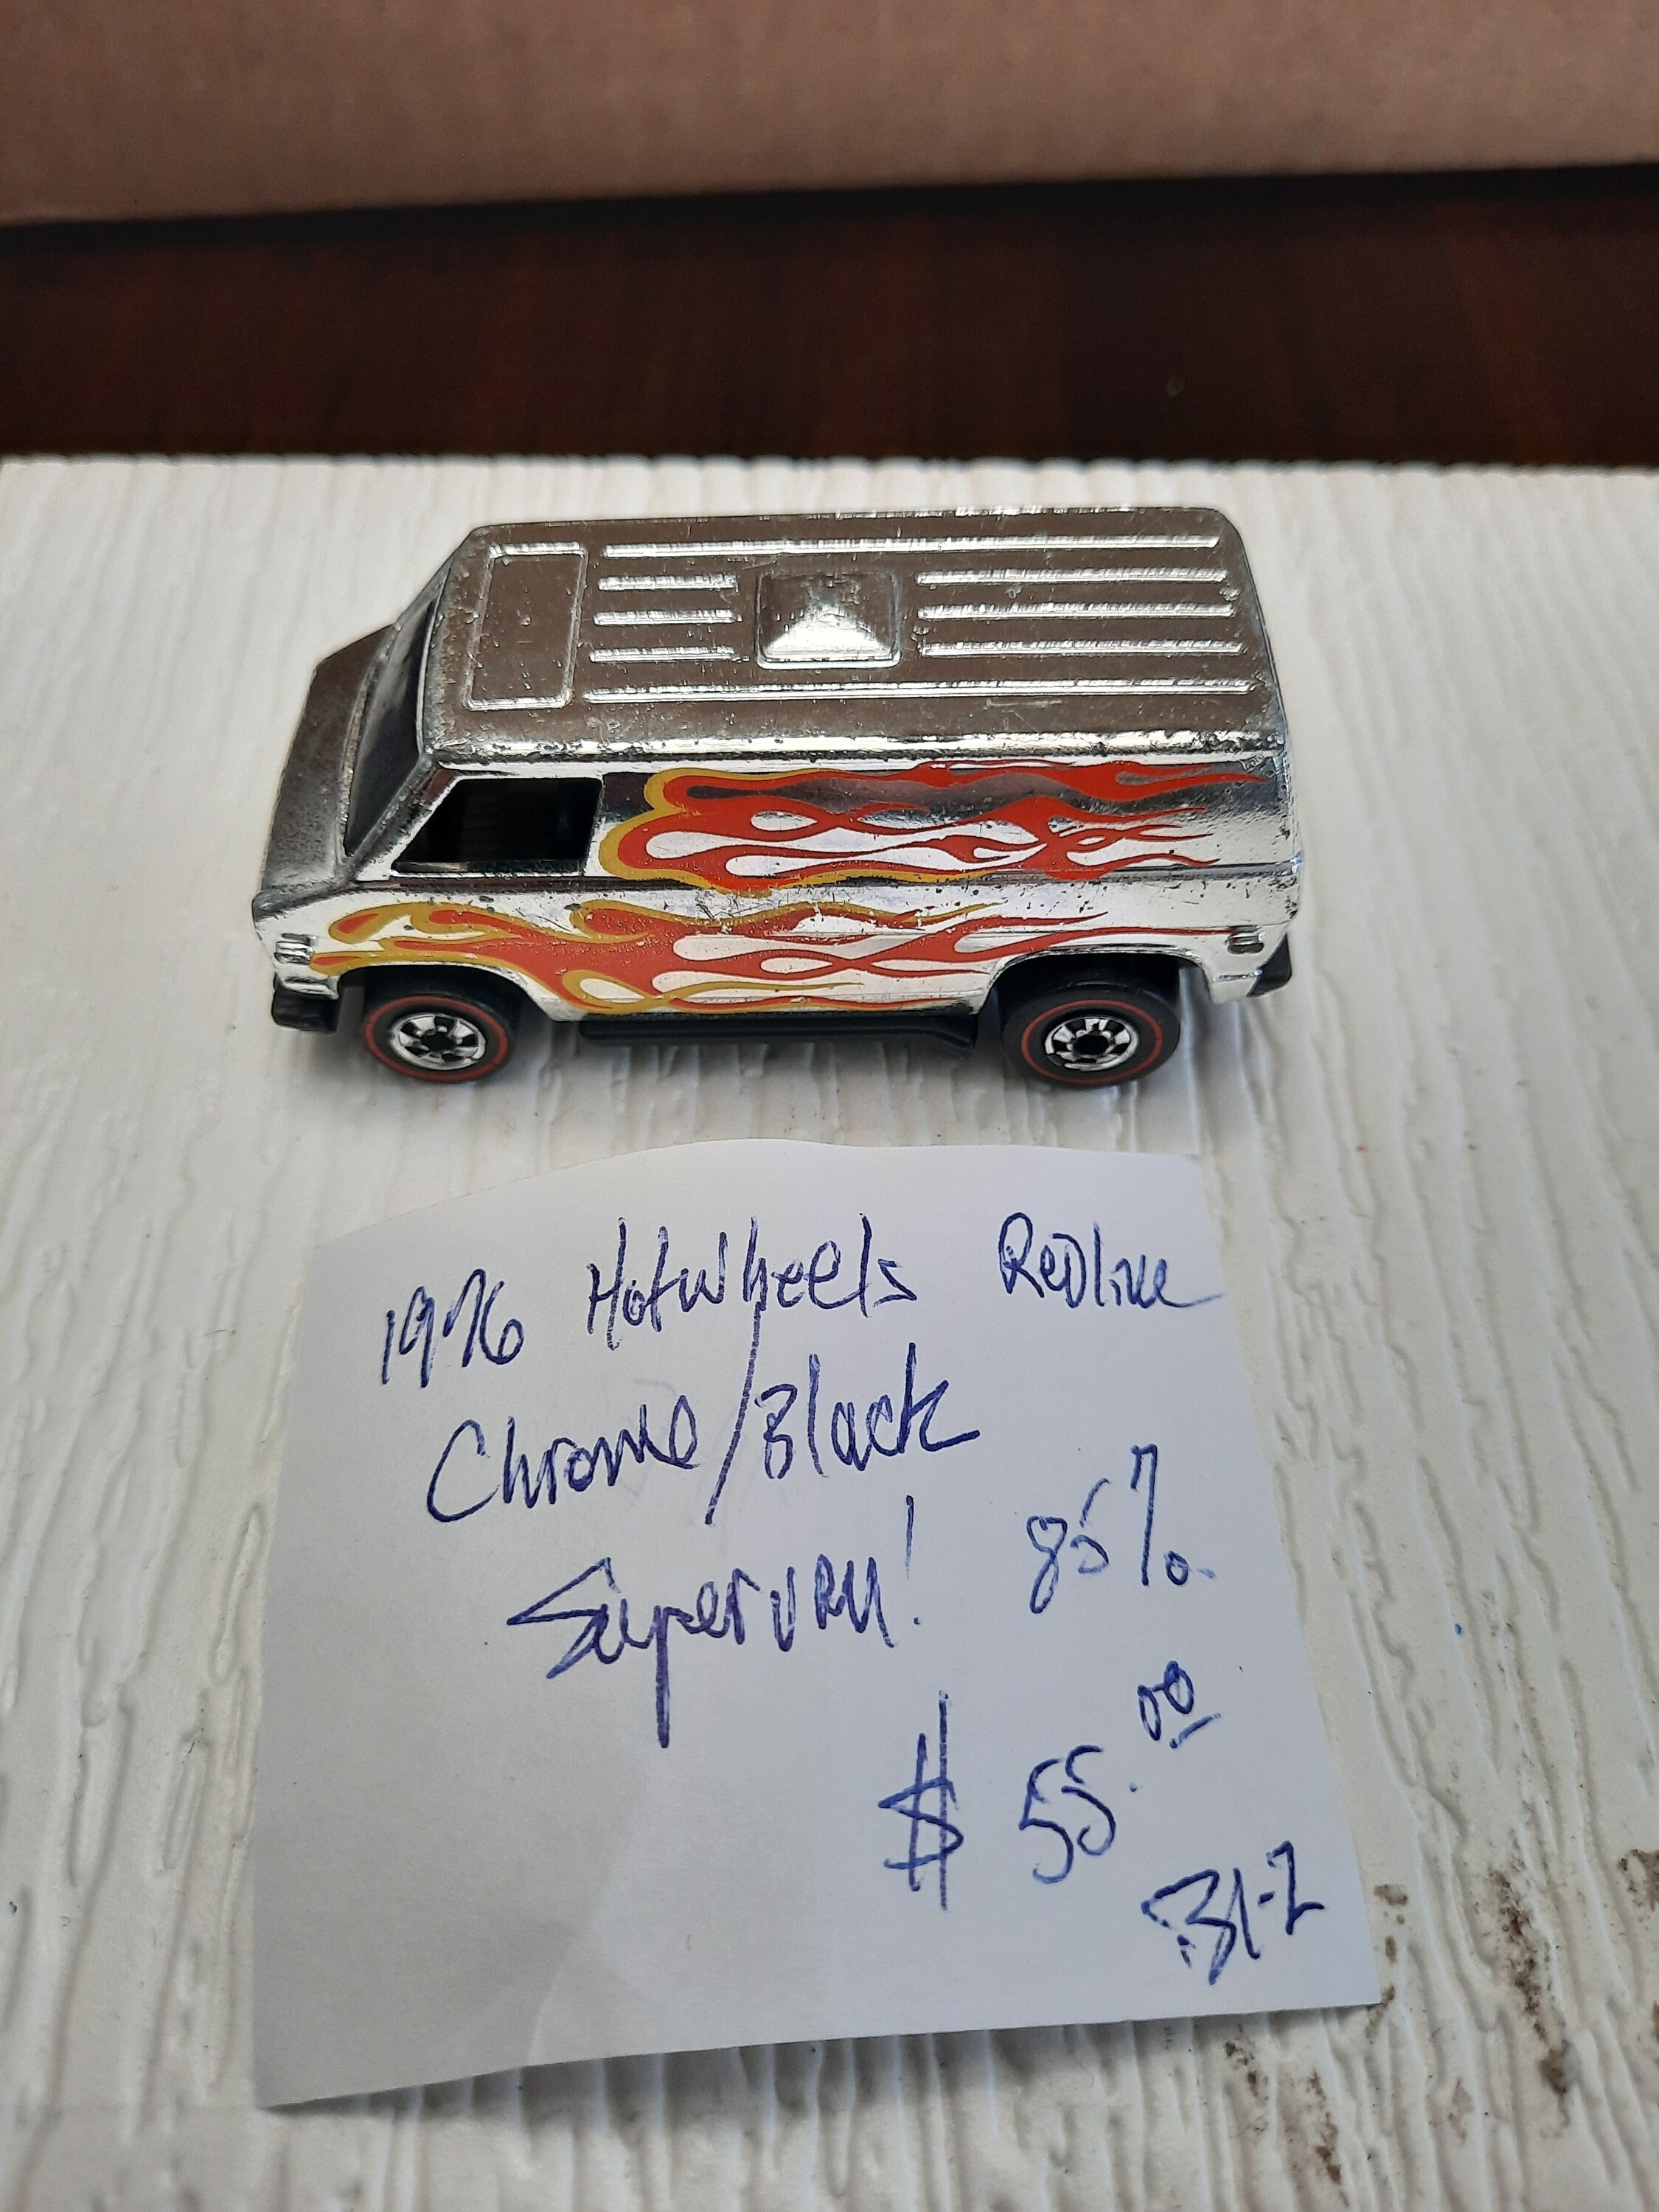 1976 Hotwheels Redline
Chrome/Black
Supervan! 85%
$55.00
B1-2